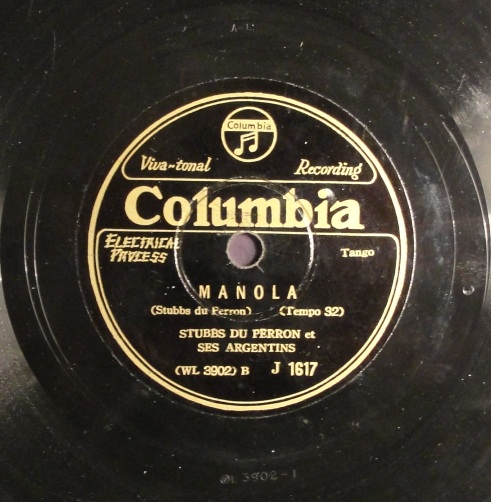 Columbia
Viva-tonal Recording
Columbia
ELECTRICAL
PROCESS
Tango
MANOLA
(Stubbs du Perron) (Tempo 32)
STUBBS DU PERRON et
SES ARGENTINS
(WL 3902) B J 1617
WL 3902-1